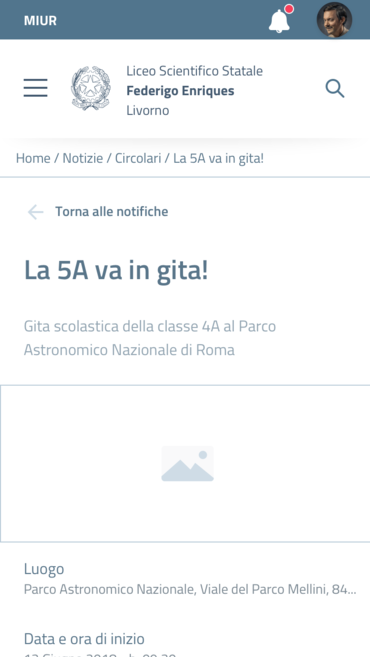 MIUR
Liceo Scientifico Statale
Federigo Enriques
Livorno
Home / Notizie / Circolari / La 5A va in gita!
Torna alle notifiche
La 5A va in gita!
Gita scolastica della classe 4A al Parco
Astronomico Nazionale di Roma
Luogo
Parco Astronomico Nazionale, Viale del Parco Mellini, 84...
Data e ora di inizio